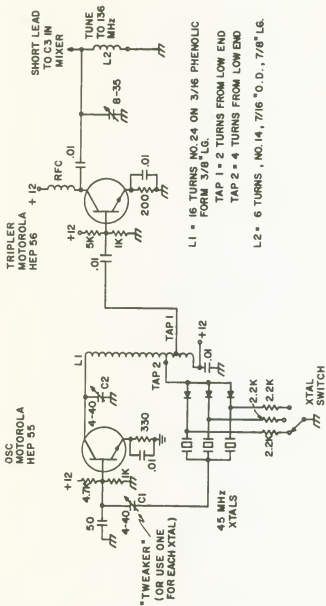 OSC
MOTOROLA
HEP 55
TRIPLER
MOTOROLA
HEP 56
SHORT LEAD
TO C3 IN
MIXER
TUNE
TO 136
MHz
L2
+12
RFC
.01
8-35
+12
5K
1K
.01
200
.01
+12
4.7K
50
1K
4-40
C1
"TWEAKER"
(OR USE ONE
FOR EACH XTAL)
330
.01
4-40
C2
L1
TAP 1
TAP 2
+12
.01
45 MHz
XTALS
2.2K
2.2K
2.2K
XTAL
SWITCH
L1 = 16 TURNS NO.24 ON 3/16 PHENOLIC
FORM 3/8" LG.
TAP 1 = 2 TURNS FROM LOW END
TAP 2 = 4 TURNS FROM LOW END
L2 = 6 TURNS, NO.14, 7/16 "O.D., 7/8" LG.